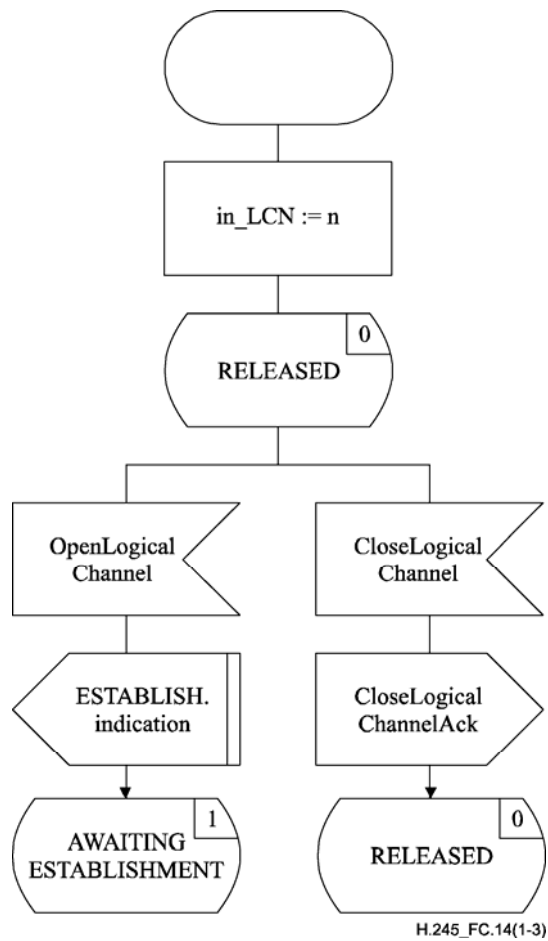 in_LCN := n
0
RELEASED
OpenLogical
Channel
CloseLogical
Channel
ESTABLISH.
indication
CloseLogical
ChannelAck
1
AWAITING
ESTABLISHMENT
0
RELEASED
H.245_FC.14(1-3)